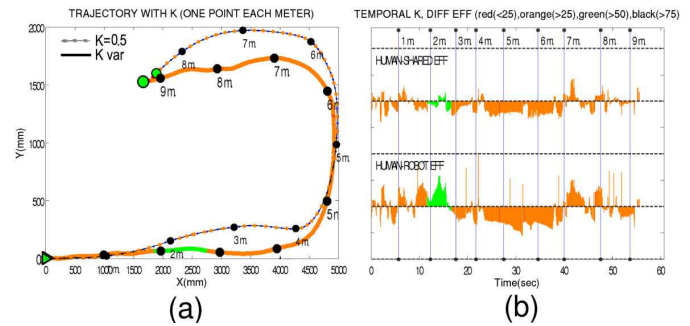 TRAJECTORY WITH K (ONE POINT EACH METER)
K=0.5
K var
Y(mm)
2000
1500
1000
500
0
0
500
1000
1500
2000
2500
3000
3500
4000
4500
5000
X(mm)
2m
3m
4m
5m
5m
6m
6m
7m
7m
8m
8m
9m
(a)
TEMPORAL K, DIFF EFF (red(<25),orange(>25),green(>50),black(>75)
1m
2m
3m
4m
5m
6m
7m
8m
9m
HUMAN-SHARED EFF
HUMAN-ROBOT EFF
0
10
20
30
40
50
60
Time(sec)
(b)